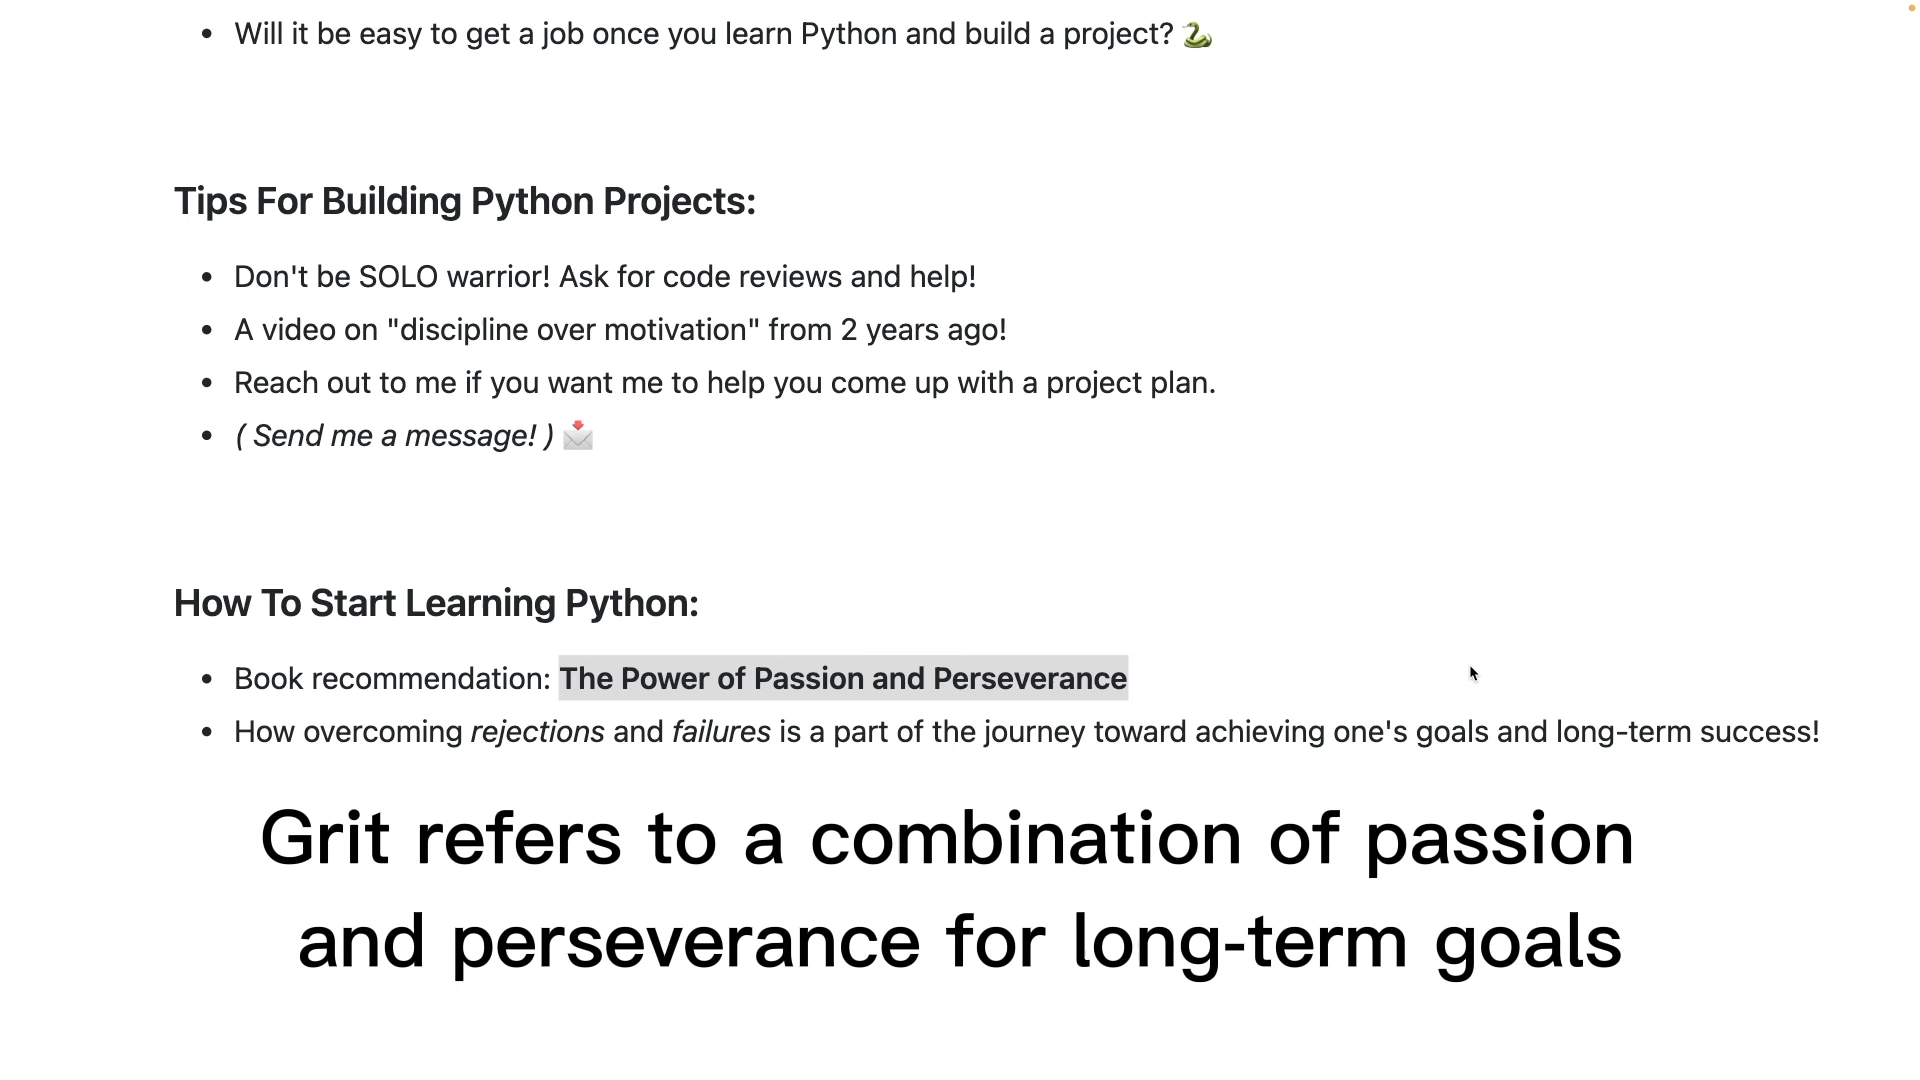 • Will it be easy to get a job once you learn Python and build a project? 🐍
Tips For Building Python Projects:
• Don't be SOLO warrior! Ask for code reviews and help!
• A video on "discipline over motivation" from 2 years ago!
• Reach out to me if you want me to help you come up with a project plan.
• ( Send me a message! ) 📩
How To Start Learning Python:
• Book recommendation: The Power of Passion and Perseverance
• How overcoming rejections and failures is a part of the journey toward achieving one's goals and long-term success!
Grit refers to a combination of passion
and perseverance for long-term goals